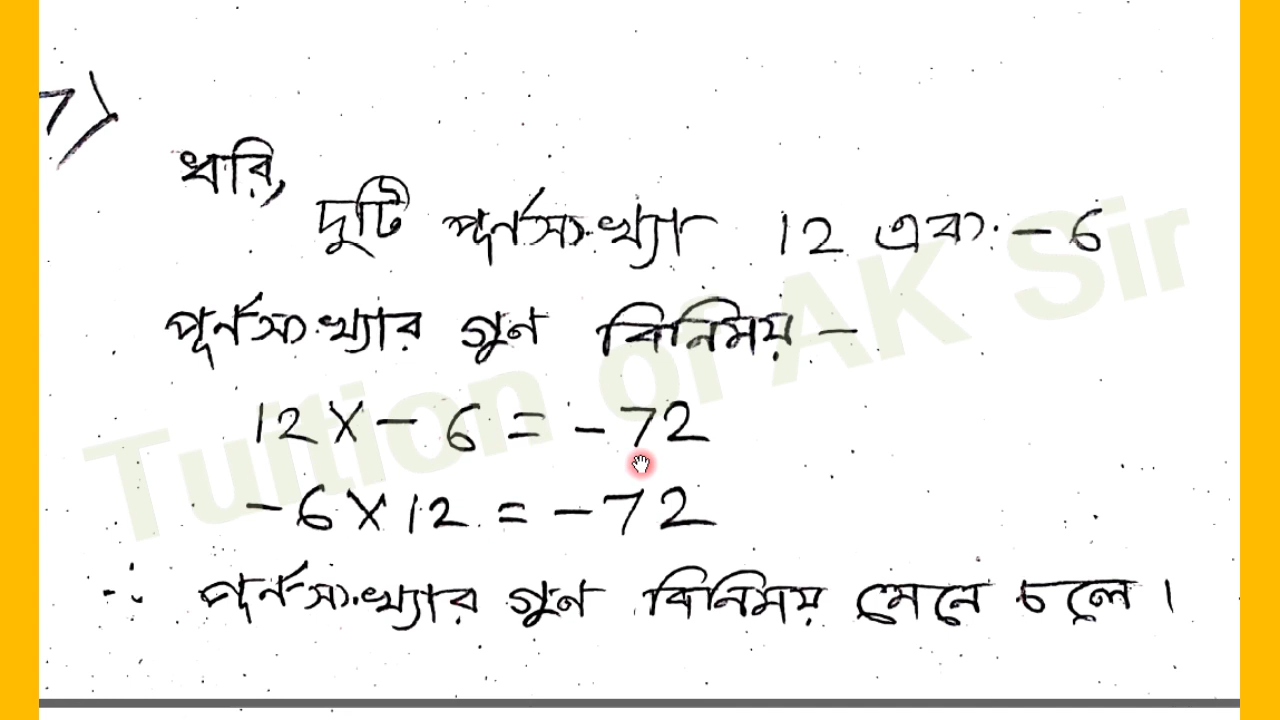 7)
ধরি,
দুটি পূর্ণসংখ্যা 12 এবং - 6
পূর্ণসংখ্যার গুণ বিনিময় -
12 X - 6 = - 72
- 6 X 12 = - 72
∴ পূর্ণসংখ্যার গুণ বিনিময় মেনে চলে ।
Tuition of AK Sir